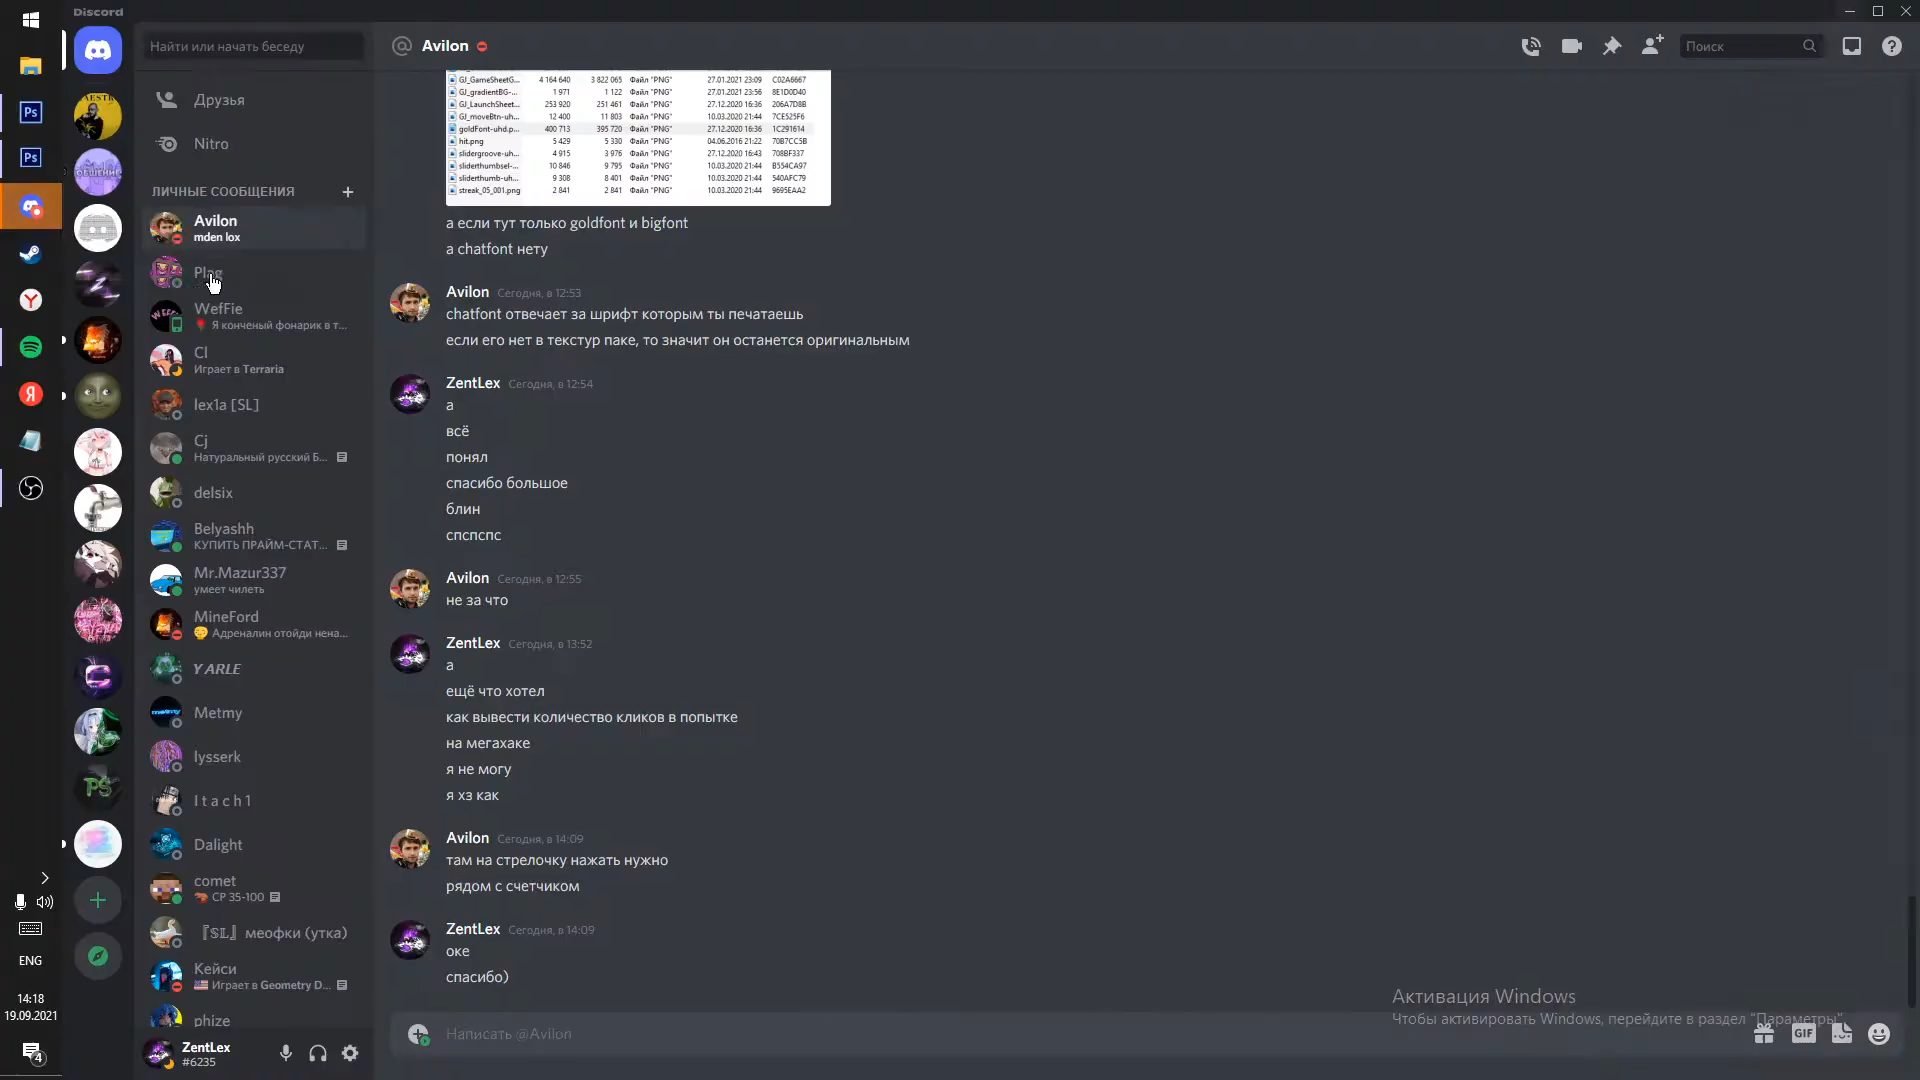 Discord
Найти или начать беседу
Друзья
Nitro
ЛИЧНЫЕ СООБЩЕНИЯ
Avilon
mden lox
Plag
WefFie
Я конченый фонарик в т...
Cl
Играет в Terraria
lex1a [SL]
Cj
Натуральный русский Б...
delsix
Belyashh
КУПИТЬ ПРАЙМ-СТАТ...
Mr.Mazur337
умеет чилеть
MineFord
Адреналин отойди нена...
Y ARLE
Metmy
lysserk
I t a c h 1
Dalight
comet
CP 35-100
『𝕊𝕃』 меофки (утка)
Кейси
Играет в Geometry D...
phize
ZentLex
#6235
ENG
14:18
19.09.2021
4
Avilon
Поиск
GJ_GameSheetG... 4 164 640 3 822 065 Файл "PNG" 27.01.2021 23:09 C02A6667
GJ_gradientBG-... 1 971 1 122 Файл "PNG" 27.01.2021 23:56 8E1D0D40
GJ_LaunchSheet... 253 920 251 461 Файл "PNG" 27.12.2020 16:36 206A7D8B
GJ_moveBtn-uh... 12 400 11 803 Файл "PNG" 10.03.2020 21:44 7CE525F6
goldFont-uhd.p... 400 713 395 720 Файл "PNG" 27.12.2020 16:36 1C291614
hit.png 5 429 5 330 Файл "PNG" 04.06.2016 21:22 70B7CC5B
slidergroove-uh... 4 915 3 976 Файл "PNG" 27.12.2020 16:43 708BF337
sliderthumbsel-... 10 846 9 795 Файл "PNG" 10.03.2020 21:44 B554CA97
sliderthumb-uh... 9 308 8 401 Файл "PNG" 10.03.2020 21:44 540AFC79
streak_05_001.png 2 841 2 841 Файл "PNG" 10.03.2020 21:44 9695EAA2
а если тут только goldfont и bigfont
а chatfont нету
Avilon Сегодня, в 12:53
chatfont отвечает за шрифт которым ты печатаешь
если его нет в текстур паке, то значит он останется оригинальным
ZentLex Сегодня, в 12:54
а
всё
понял
спасибо большое
блин
спспспс
Avilon Сегодня, в 12:55
не за что
ZentLex Сегодня, в 13:52
а
ещё что хотел
как вывести количество кликов в попытке
на мегахаке
я не могу
я хз как
Avilon Сегодня, в 14:09
там на стрелочку нажать нужно
рядом с счетчиком
ZentLex Сегодня, в 14:09
оке
спасибо)
Написать @Avilon
GIF
Активация Windows
Чтобы активировать Windows, перейдите в раздел "Параметры".